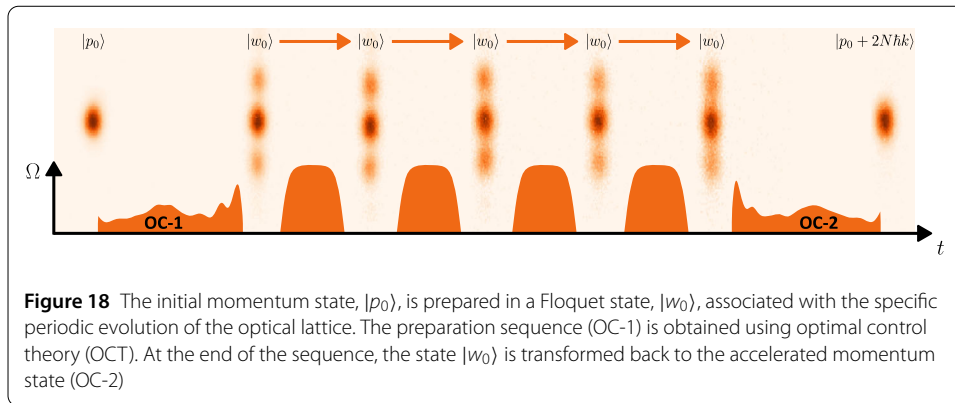 |p₀⟩ |w₀⟩ |w₀⟩ |w₀⟩ |w₀⟩ |w₀⟩ |p₀ + 2Nℏk⟩
Ω
OC-1 OC-2
t
Figure 18 The initial momentum state, |p₀⟩, is prepared in a Floquet state, |w₀⟩, associated with the specific
periodic evolution of the optical lattice. The preparation sequence (OC-1) is obtained using optimal control
theory (OCT). At the end of the sequence, the state |w₀⟩ is transformed back to the accelerated momentum
state (OC-2)